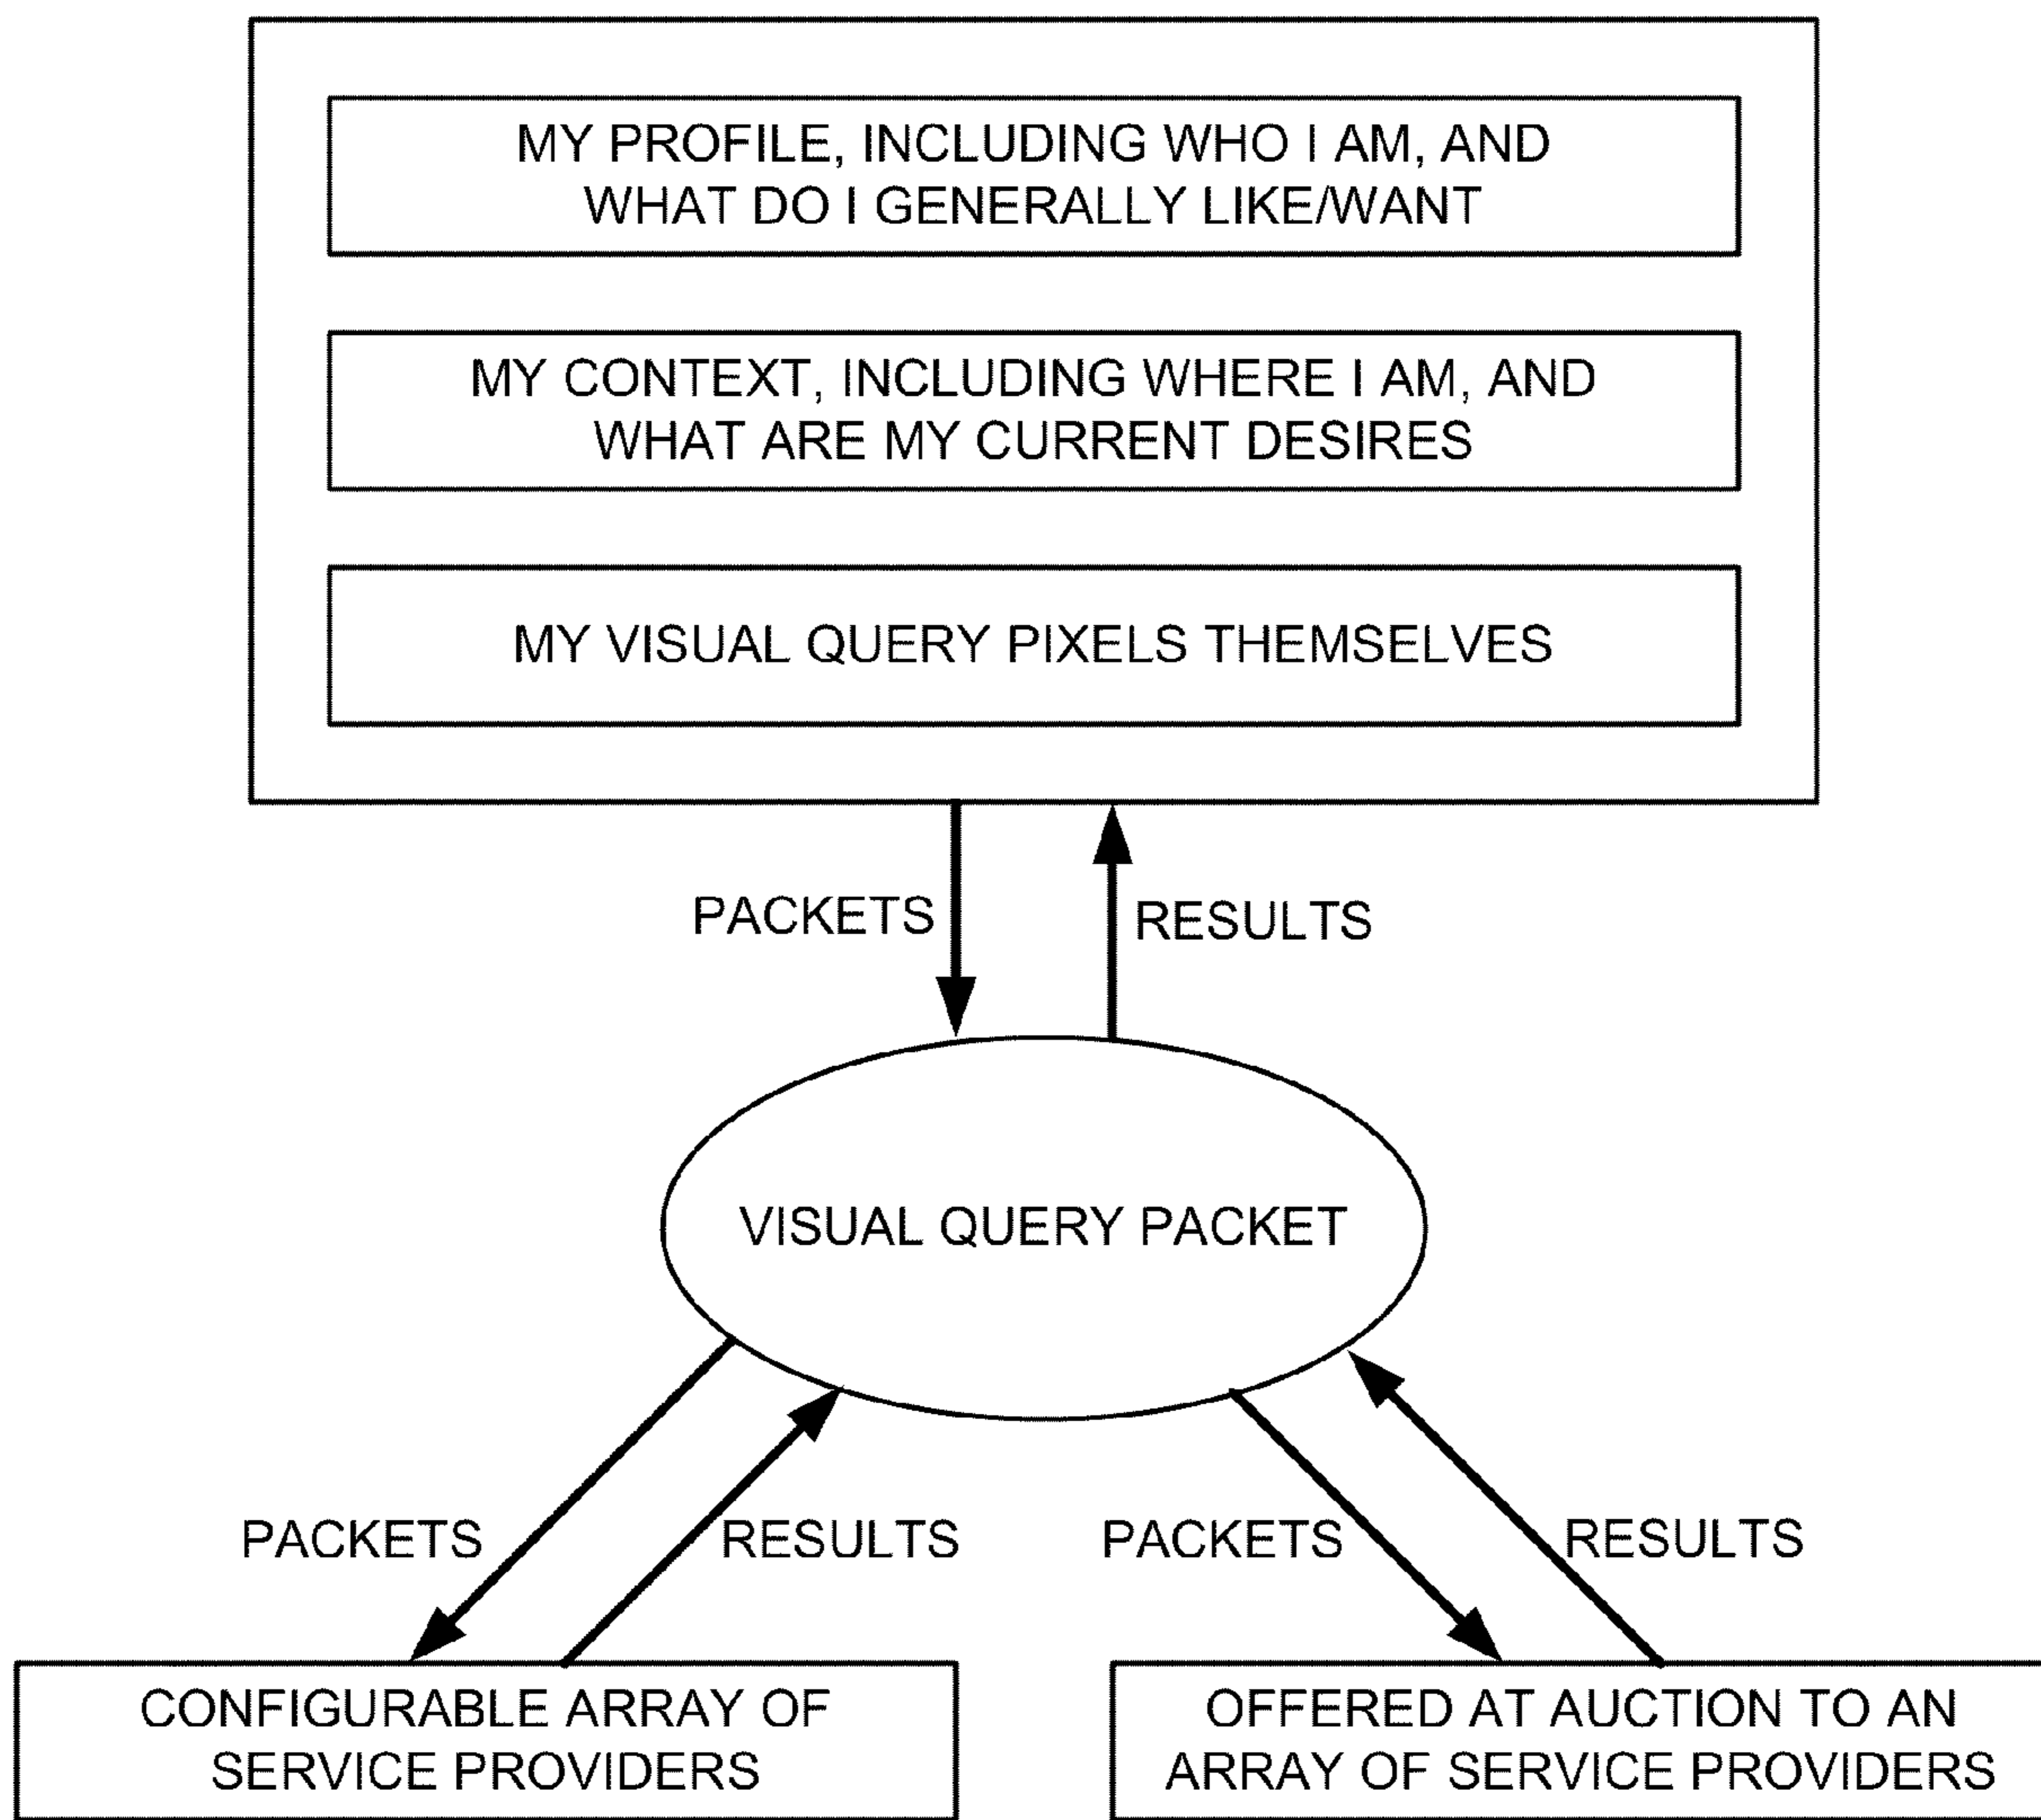 MY PROFILE, INCLUDING WHO I AM, AND
WHAT DO I GENERALLY LIKE/WANT
MY CONTEXT, INCLUDING WHERE I AM, AND
WHAT ARE MY CURRENT DESIRES
MY VISUAL QUERY PIXELS THEMSELVES
PACKETS
RESULTS
VISUAL QUERY PACKET
PACKETS
RESULTS
PACKETS
RESULTS
CONFIGURABLE ARRAY OF
SERVICE PROVIDERS
OFFERED AT AUCTION TO AN
ARRAY OF SERVICE PROVIDERS